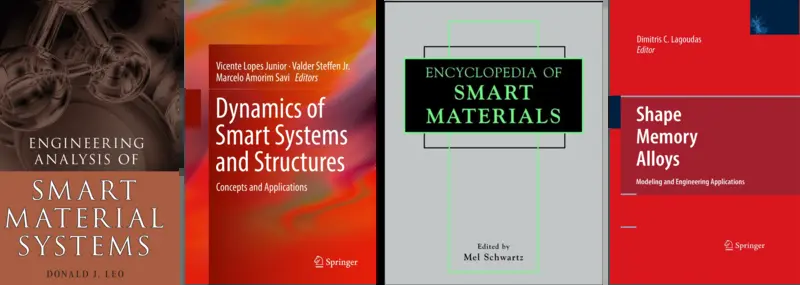 ENGINEERING
ANALYSIS OF
SMART
MATERIAL
SYSTEMS
DONALD J. LEO
Vicente Lopes Junior · Valder Steffen Jr.
Marcelo Amorim Savi Editors
Dynamics of
Smart Systems
and Structures
Concepts and Applications
Springer
ENCYCLOPEDIA OF
SMART
MATERIALS
Edited by
Mel Schwartz
Dimitris C. Lagoudas
Editor
Shape
Memory
Alloys
Modeling and Engineering Applications
Springer